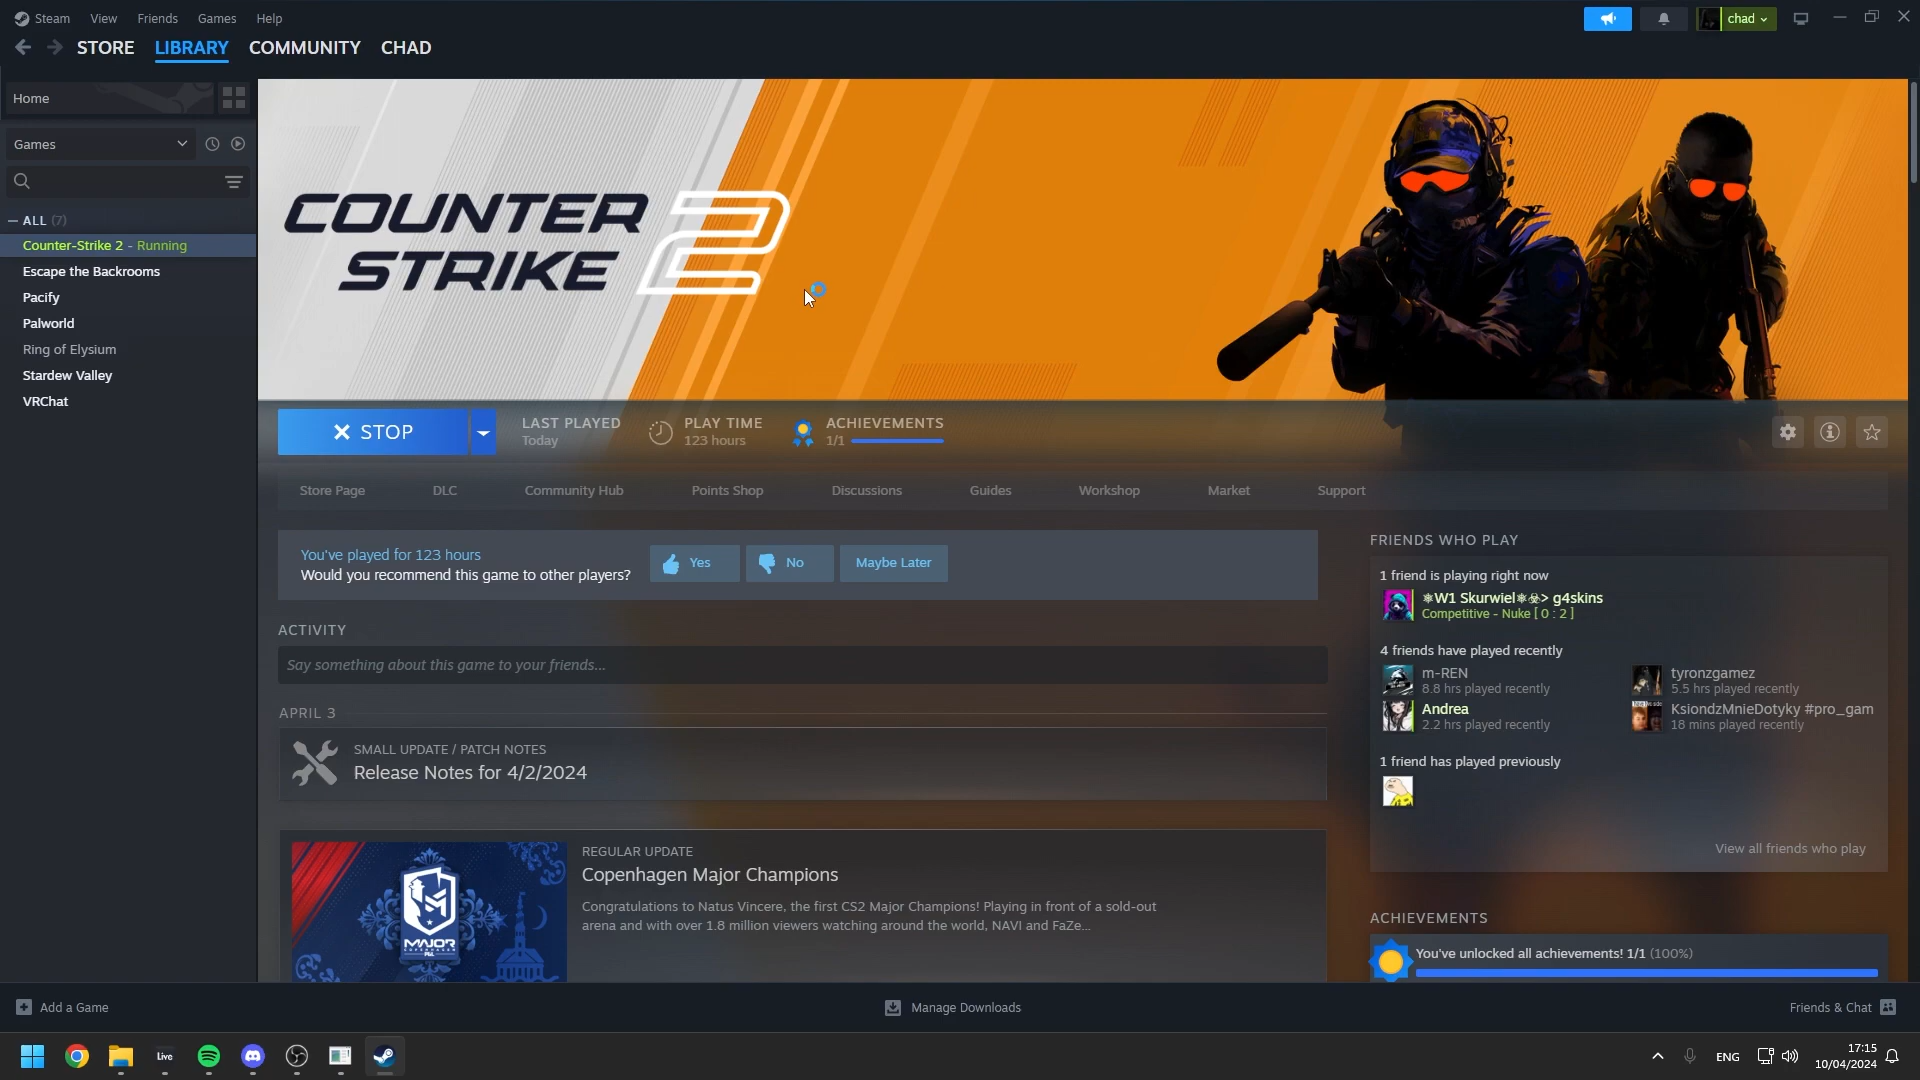 Steam View Friends Games Help
chad
STORE LIBRARY COMMUNITY CHAD
Home
Games
ALL (7)
Counter-Strike 2 - Running
Escape the Backrooms
Pacify
Palworld
Ring of Elysium
Stardew Valley
VRChat
COUNTER
STRIKE 2
STOP
LAST PLAYED
Today
PLAY TIME
123 hours
ACHIEVEMENTS
1/1
Store Page DLC Community Hub Points Shop Discussions Guides Workshop Market Support
You've played for 123 hours
Would you recommend this game to other players?
Yes No Maybe Later
ACTIVITY
Say something about this game to your friends...
APRIL 3
SMALL UPDATE / PATCH NOTES
Release Notes for 4/2/2024
MAJOR
REGULAR UPDATE
Copenhagen Major Champions
Congratulations to Natus Vincere, the first CS2 Major Champions! Playing in front of a sold-out
arena and with over 1.8 million viewers watching around the world, NAVI and FaZe...
FRIENDS WHO PLAY
1 friend is playing right now
⁕W1 Skurwiel⁕☣> g4skins
Competitive - Nuke [ 0 : 2 ]
4 friends have played recently
m-REN
8.8 hrs played recently
tyronzgamez
5.5 hrs played recently
Andrea
2.2 hrs played recently
KsiondzMnieDotyky #pro_gam
18 mins played recently
1 friend has played previously
View all friends who play
ACHIEVEMENTS
You've unlocked all achievements! 1/1 (100%)
Add a Game
Manage Downloads
Friends & Chat
Live
ENG
17:15
10/04/2024